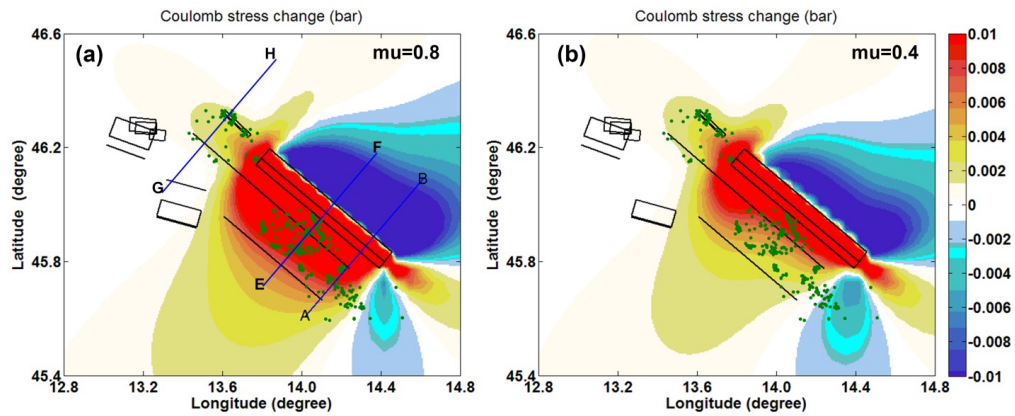 Coulomb stress change (bar)
46.6
46.2
45.8
45.4
12.8
13.2
13.6
14.0
14.4
14.8
Latitude (degree)
Longitude (degree)
(a)
mu=0.8
H
F
B
G
E
A
Coulomb stress change (bar)
46.6
46.2
45.8
45.4
12.8
13.2
13.6
14.0
14.4
14.8
Latitude (degree)
Longitude (degree)
(b)
mu=0.4
0.01
0.008
0.006
0.004
0.002
0
-0.002
-0.004
-0.006
-0.008
-0.01